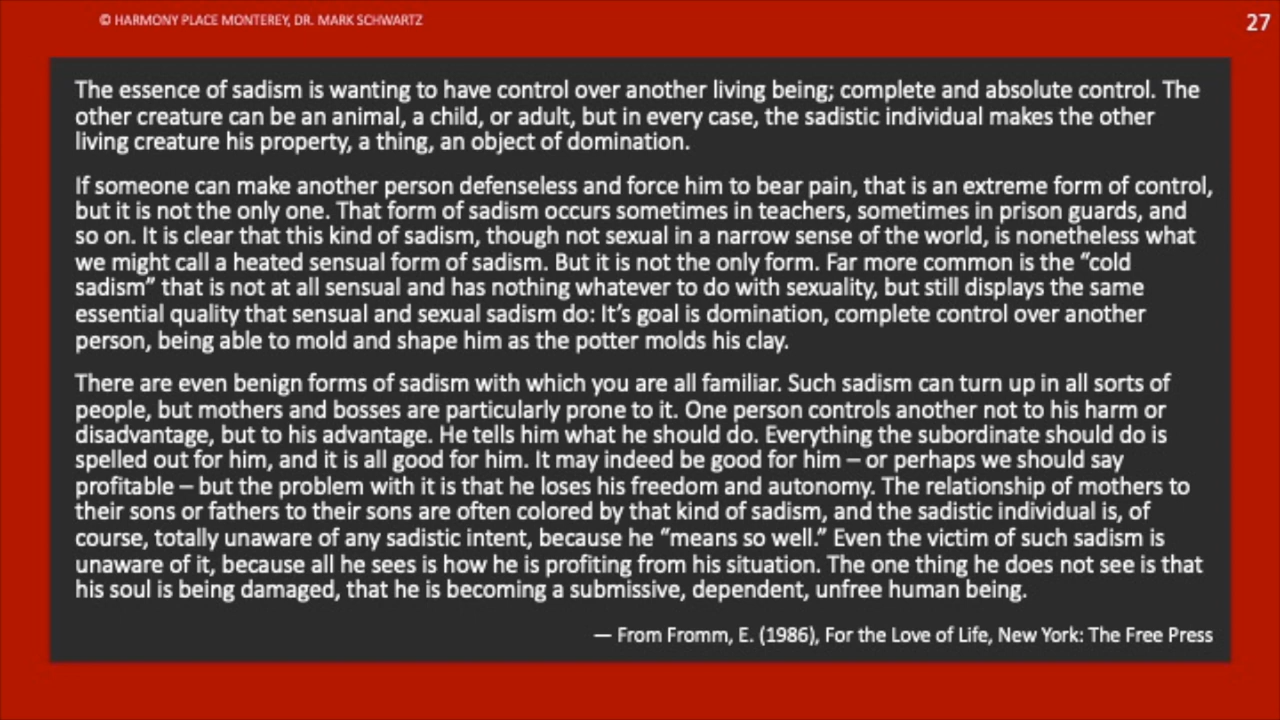 © HARMONY PLACE MONTEREY, DR. MARK SCHWARTZ
27
The essence of sadism is wanting to have control over another living being; complete and absolute control. The
other creature can be an animal, a child, or adult, but in every case, the sadistic individual makes the other
living creature his property, a thing, an object of domination.
If someone can make another person defenseless and force him to bear pain, that is an extreme form of control,
but it is not the only one. That form of sadism occurs sometimes in teachers, sometimes in prison guards, and
so on. It is clear that this kind of sadism, though not sexual in a narrow sense of the world, is nonetheless what
we might call a heated sensual form of sadism. But it is not the only form. Far more common is the “cold
sadism” that is not at all sensual and has nothing whatever to do with sexuality, but still displays the same
essential quality that sensual and sexual sadism do: It’s goal is domination, complete control over another
person, being able to mold and shape him as the potter molds his clay.
There are even benign forms of sadism with which you are all familiar. Such sadism can turn up in all sorts of
people, but mothers and bosses are particularly prone to it. One person controls another not to his harm or
disadvantage, but to his advantage. He tells him what he should do. Everything the subordinate should do is
spelled out for him, and it is all good for him. It may indeed be good for him – or perhaps we should say
profitable – but the problem with it is that he loses his freedom and autonomy. The relationship of mothers to
their sons or fathers to their sons are often colored by that kind of sadism, and the sadistic individual is, of
course, totally unaware of any sadistic intent, because he “means so well.” Even the victim of such sadism is
unaware of it, because all he sees is how he is profiting from his situation. The one thing he does not see is that
his soul is being damaged, that he is becoming a submissive, dependent, unfree human being.
— From Fromm, E. (1986), For the Love of Life, New York: The Free Press